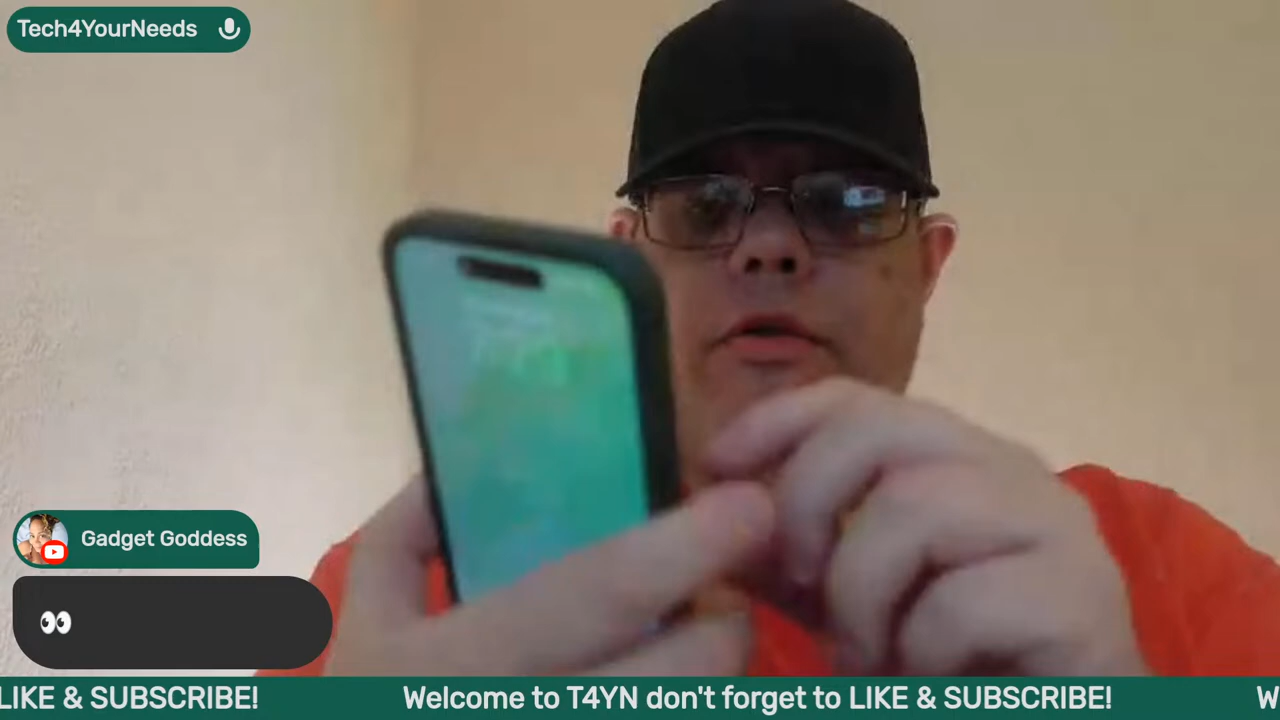 Tech4YourNeeds
Gadget Goddess
👀
LIKE & SUBSCRIBE! Welcome to T4YN don't forget to LIKE & SUBSCRIBE! W